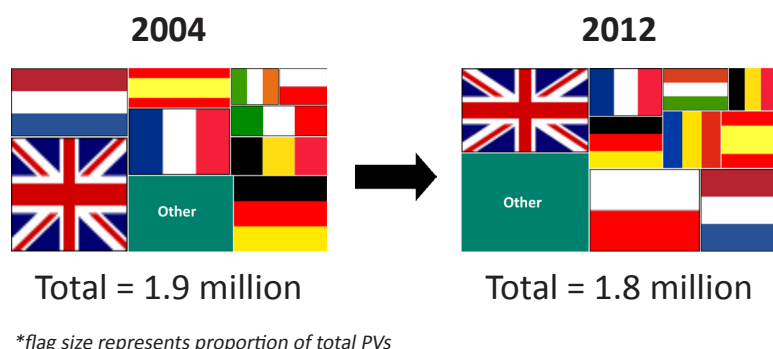 2004
2012
Other
Other
Total = 1.9 million
Total = 1.8 million
*flag size represents proportion of total PVs